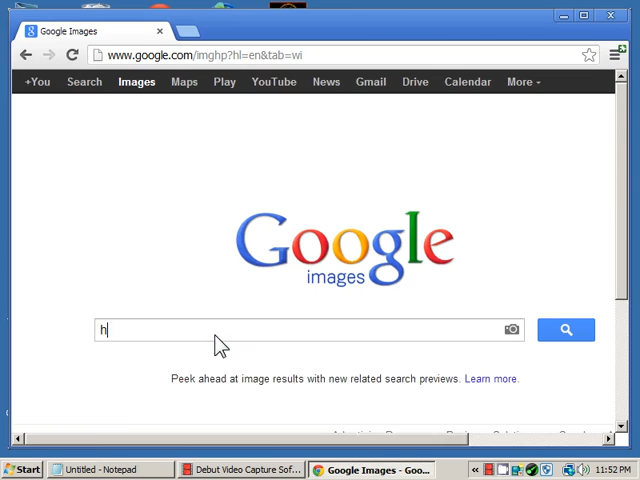 Google Images
www.google.com/imghp?hl=en&tab=wi
+You Search Images Maps Play YouTube News Gmail Drive Calendar More
Google
images
h
Peek ahead at image results with new related search previews. Learn more.
Start Untitled - Notepad Debut Video Capture Sof... Google Images - Goo... « 11:52 PM